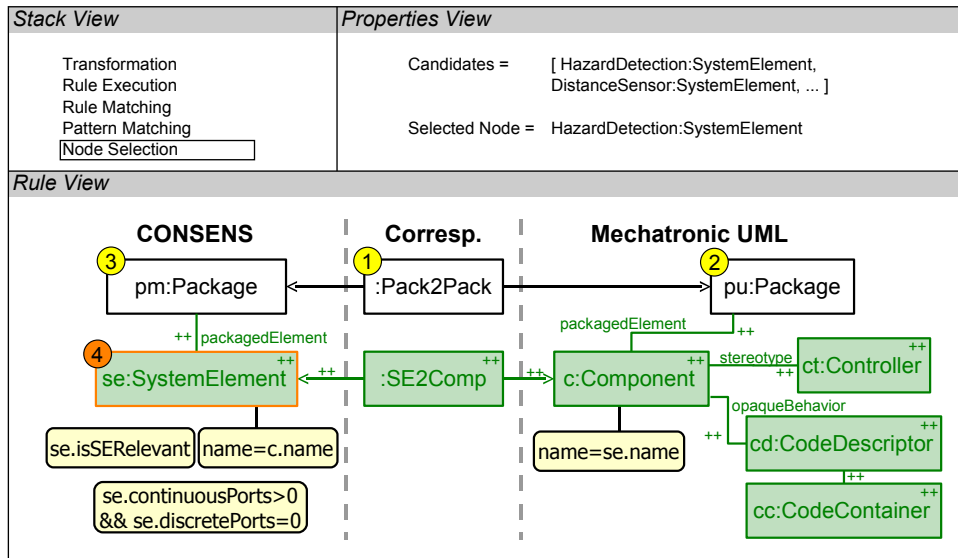 Stack View
Properties View
Transformation
Rule Execution
Rule Matching
Pattern Matching
Node Selection
Candidates = [ HazardDetection:SystemElement,
DistanceSensor:SystemElement, ... ]
Selected Node = HazardDetection:SystemElement
Rule View
CONSENS
Corresp.
Mechatronic UML
3
pm:Package
1
:Pack2Pack
2
pu:Package
++ packagedElement
packagedElement
++
4
++
se:SystemElement
++
++
:SE2Comp
++
++
c:Component
stereotype
++
++
ct:Controller
opaqueBehavior
++
++
cd:CodeDescriptor
++
++
cc:CodeContainer
se.isSERelevant
name=c.name
name=se.name
se.continuousPorts>0
&& se.discretePorts=0